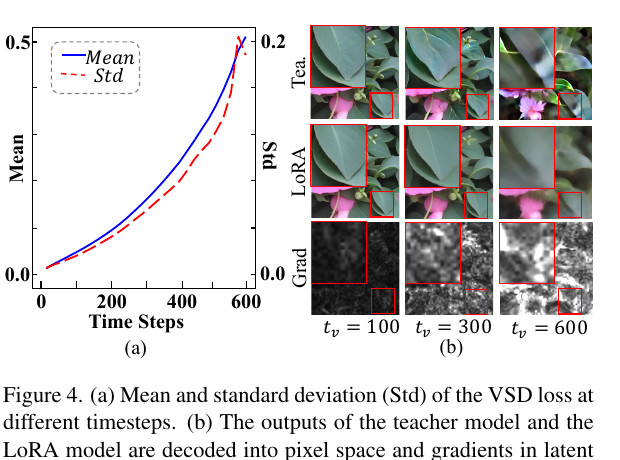 0.5
0.2
Mean
Std
Mean
Std
0.0
0.0
0
200
400
600
Time Steps
(a)
Tea.
LoRA
Grad
t_v = 100
t_v = 300
t_v = 600
(b)
Figure 4. (a) Mean and standard deviation (Std) of the VSD loss at
different timesteps. (b) The outputs of the teacher model and the
LoRA model are decoded into pixel space and gradients in latent